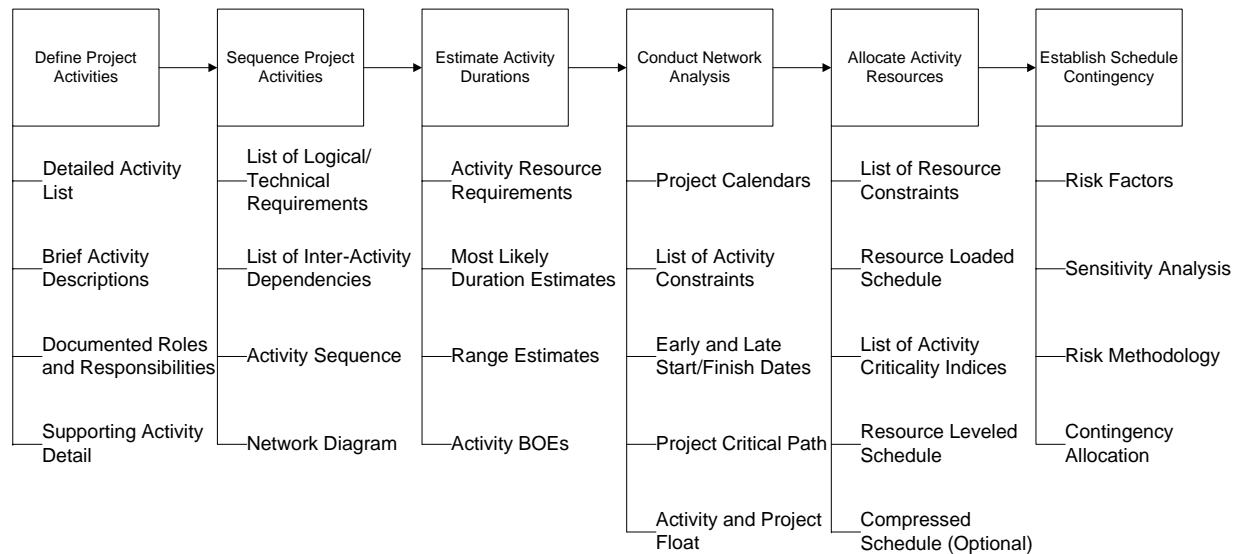 Define Project
Activities
Sequence Project
Activities
Estimate Activity
Durations
Conduct Network
Analysis
Allocate Activity
Resources
Establish Schedule
Contingency
Detailed Activity
List
Brief Activity
Descriptions
Documented Roles
and Responsibilities
Supporting Activity
Detail
List of Logical/
Technical
Requirements
List of Inter-Activity
Dependencies
Activity Sequence
Network Diagram
Activity Resource
Requirements
Most Likely
Duration Estimates
Range Estimates
Activity BOEs
Project Calendars
List of Activity
Constraints
Early and Late
Start/Finish Dates
Project Critical Path
Activity and Project
Float
List of Resource
Constraints
Resource Loaded
Schedule
List of Activity
Criticality Indices
Resource Leveled
Schedule
Compressed
Schedule (Optional)
Risk Factors
Sensitivity Analysis
Risk Methodology
Contingency
Allocation